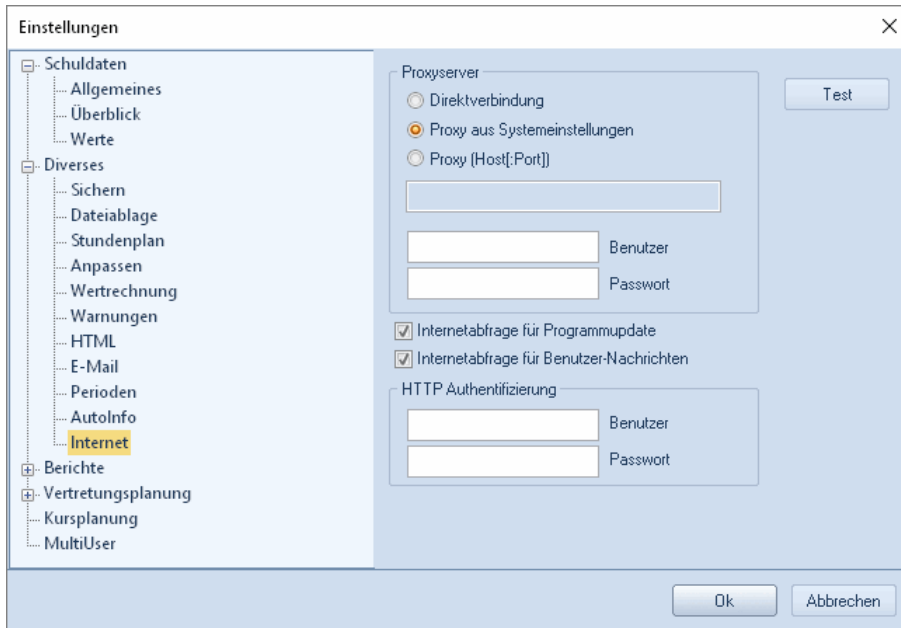 Einstellungen
Schuldaten
Allgemeines
Überblick
Werte
Diverses
Sichern
Dateiablage
Stundenplan
Anpassen
Wertrechnung
Warnungen
HTML
E-Mail
Perioden
AutoInfo
Internet
Berichte
Vertretungsplanung
Kursplanung
MultiUser
Proxyserver
Direktverbindung
Proxy aus Systemeinstellungen
Proxy (Host[:Port])
Benutzer
Passwort
Internetabfrage für Programmupdate
Internetabfrage für Benutzer-Nachrichten
HTTP Authentifizierung
Benutzer
Passwort
Test
Ok
Abbrechen